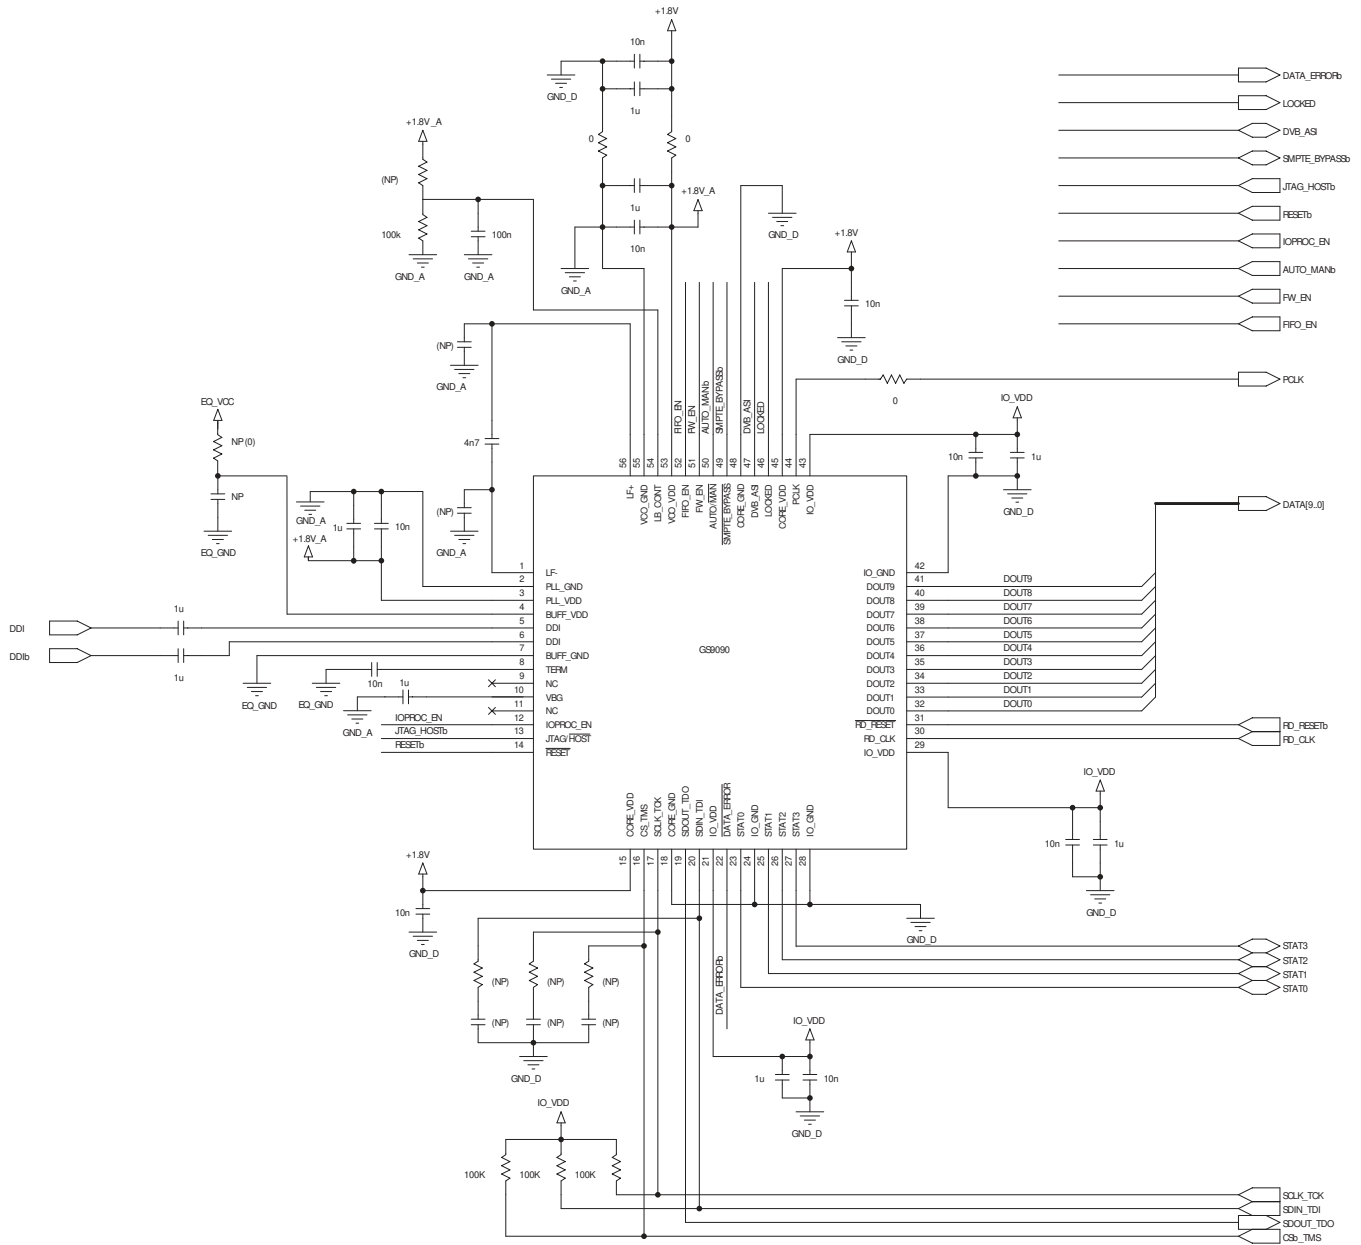 +1.8V
10n
GND_D
1u
0
0
1u
+1.8V_A
10n
GND_A
GND_D
+1.8V_A
(NP)
100k
100n
GND_A
GND_A
+1.8V
10n
GND_D
DATA_ERRORb
LOCKED
DVB_ASI
SMPTE_BYPASSb
JTAG_HOSTb
RESETb
IOPROC_EN
AUTO_MANb
FW_EN
FIFO_EN
(NP)
GND_A
4n7
(NP)
GND_A
0
PCLK
EQ_VCC
NP(0)
NP
EQ_GND
GND_A
1u
10n
+1.8V_A
FIFO_EN
FW_EN
AUTO_MANb
SMPTE_BYPASSb
DVB_ASI
LOCKED
IO_VDD
10n
1u
GND_D
DATA[9..0]
56
55
54
53
52
51
50
49
48
47
46
45
44
43
LF+
VCO_GND
LB_CONT
VCO_VDD
FIFO_EN
FW_EN
AUTO/MAN
SMPTE_BYPASS
CORE_GND
DVB_ASI
LOCKED
CORE_VDD
PCLK
IO_VDD
1 LF-
2 PLL_GND
3 PLL_VDD
4 BUFF_VDD
DDI 1u 5 DDI
DDIb 1u 6 DDI
EQ_GND 7 BUFF_GND
EQ_GND 10n 8 TERM
9 NC
GND_A 1u 10 VBG
11 NC
IOPROC_EN 12 IOPROC_EN
JTAG_HOSTb 13 JTAG/HOST
RESETb 14 RESET
GS9090
IO_GND 42
DOUT9 41 DOUT9
DOUT8 40 DOUT8
DOUT7 39 DOUT7
DOUT6 38 DOUT6
DOUT5 37 DOUT5
DOUT4 36 DOUT4
DOUT3 35 DOUT3
DOUT2 34 DOUT2
DOUT1 33 DOUT1
DOUT0 32 DOUT0
RD_RESET 31 RD_RESETb
RD_CLK 30 RD_CLK
IO_VDD 29
CORE_VDD
CS_TMS
SCLK_TCK
CORE_GND
SDOUT_TDO
SDIN_TDI
IO_VDD
DATA_ERROR
STAT0
IO_GND
STAT1
STAT2
STAT3
IO_GND
15
16
17
18
19
20
21
22
23
24
25
26
27
28
IO_VDD
10n
1u
GND_D
+1.8V
10n
GND_D
GND_D
STAT3
STAT2
STAT1
STAT0
(NP)
(NP)
(NP)
(NP)
(NP)
(NP)
GND_D
DATA_ERRORb
IO_VDD
1u
10n
GND_D
IO_VDD
100K
100K
100K
SCLK_TCK
SDIN_TDI
SDOUT_TDO
CSb_TMS